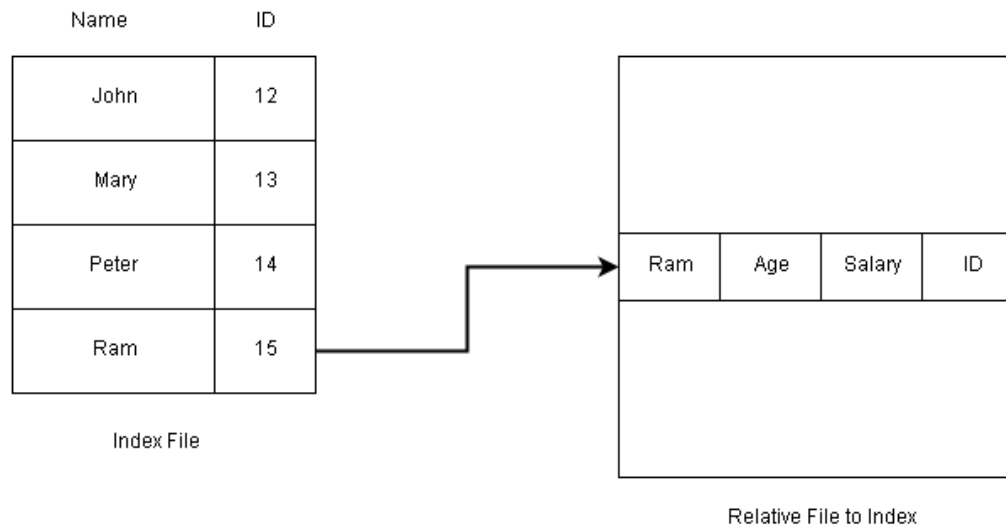 Name ID
John 12
Mary 13
Peter 14
Ram 15
Index File
Ram Age Salary ID
Relative File to Index